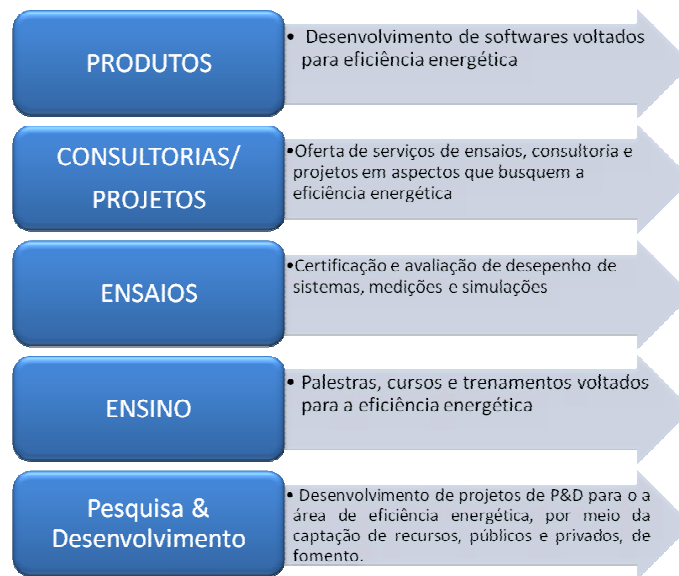 PRODUTOS
• Desenvolvimento de softwares voltados
para eficiência energética
CONSULTORIAS/
PROJETOS
•Oferta de serviços de ensaios, consultoria e
projetos em aspectos que busquem a
eficiência energética
ENSAIOS
•Certificação e avaliação de desepenho de
sistemas, medições e simulações
ENSINO
• Palestras, cursos e trenamentos voltados
para a eficiência energética
Pesquisa &
Desenvolvimento
• Desenvolvimento de projetos de P&D para o a
área de eficiência energética, por meio da
captação de recursos, públicos e privados, de
fomento.